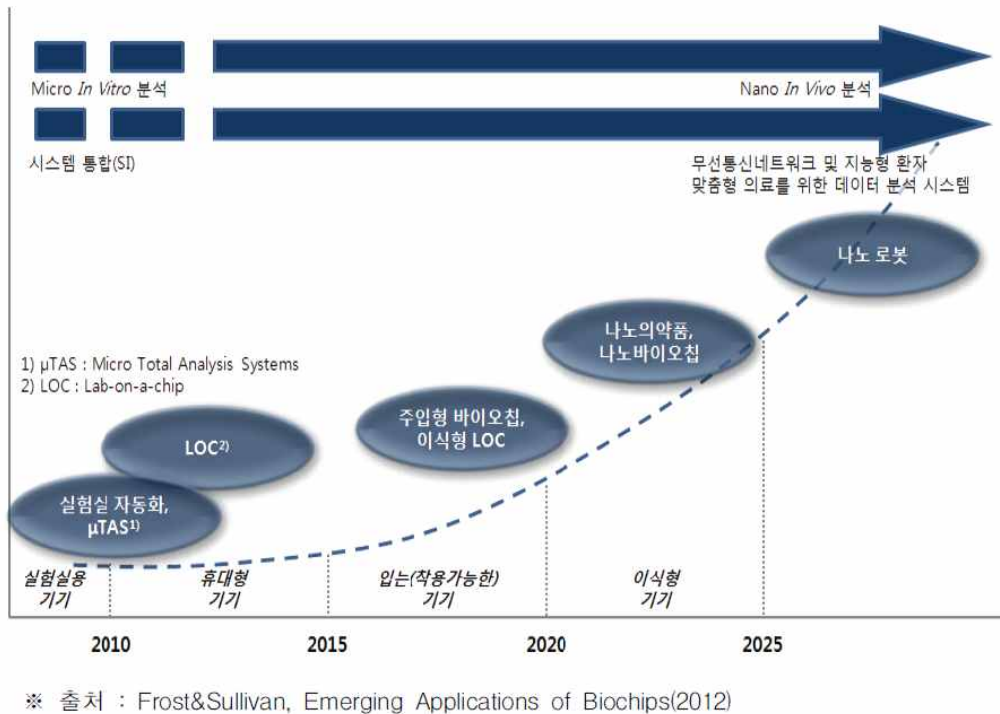 Micro In Vitro 분석
Nano In Vivo 분석
시스템 통합(SI)
무선통신네트워크 및 지능형 환자
맞춤형 의료를 위한 데이터 분석 시스템
나노 로봇
나노의약품,
나노바이오칩
1) μTAS : Micro Total Analysis Systems
2) LOC : Lab-on-a-chip
주입형 바이오칩,
이식형 LOC
LOC2)
실험실 자동화,
μTAS1)
실험실용
기기
휴대형
기기
입는(착용가능한)
기기
이식형
기기
2010
2015
2020
2025
※ 출처 : Frost&Sullivan, Emerging Applications of Biochips(2012)